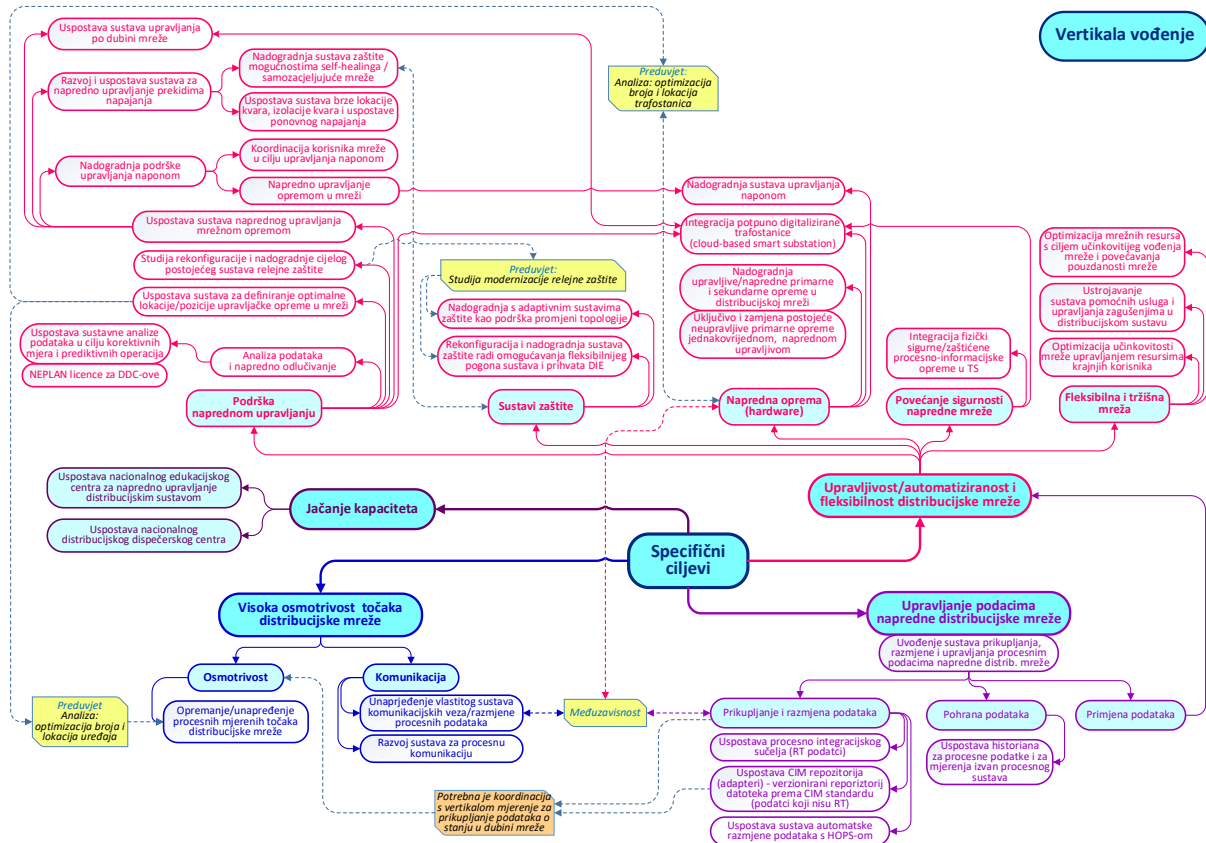 Vertikala vođenje
Uspostava sustava upravljanja
po dubini mreže
Razvoj i uspostava sustava za
napredno upravljanje prekidima
napajanja
Nadogradnja sustava zaštite
mogućnostima self-healinga /
samozacjeljujuće mreže
Uspostava sustava brze lokacije
kvara, izolacije kvara i uspostave
ponovnog napajanja
Preduvjet:
Analiza: optimizacija
broja i lokacija
trafostanica
Nadogradnja podrške
upravljanja naponom
Koordinacija korisnika mreže
u cilju upravljanja naponom
Napredno upravljanje
opremom u mreži
Nadogradnja sustava upravljanja
naponom
Uspostava sustava naprednog upravljanja
mrežnom opremom
Integracija potpuno digitalizirane
trafostanice
(cloud-based smart substation)
Optimizacija mrežnih resursa
s ciljem učinkovitijeg vođenja
mreže i povećavanja
pouzdanosti mreže
Studija rekonfiguracije i nadogradnje cijelog
postojećeg sustava relejne zaštite
Preduvjet:
Studija modernizacije relejne zaštite
Nadogradnja
upravljive/napredne primarne
i sekundarne opreme u
distribucijskoj mreži
Uspostava sustava za definiranje optimalne
lokacije/pozicije upravljačke opreme u mreži
Nadogradnja s adaptivnim sustavima
zaštite kao podrška promjeni topologije
Ustrojavanje
sustava pomoćnih usluga i
upravljanja zagušenjima u
distribucijskom sustavu
Uključivo i zamjena postojeće
neupravljive primarne opreme
jednakovrijednom,  naprednom
upravljivom
Uspostava sustavne analize
podataka u cilju korektivnih
mjera i prediktivnih operacija
Analiza podataka
i napredno odlučivanje
NEPLAN licence za DDC-ove
Rekonfiguracija i nadogradnja sustava
zaštite radi omogućavanja fleksibilnijeg
pogona sustava i prihvata DIE
Integracija fizički
sigurne/zaštićene
procesno-informacijske
opreme u TS
Optimizacija učinkovitosti
mreže upravljanjem resursima
krajnjih korisnika
Podrška
naprednom upravljanju
Sustavi zaštite
Napredna oprema
(hardware)
Povećanje sigurnosti
napredne mreže
Fleksibilna i tržišna
mreža
Uspostava nacionalnog edukacijskog
centra za napredno upravljanje
distribucijskim sustavom
Uspostava nacionalnog
distribucijskog dispečerskog centra
Jačanje kapaciteta
Upravljivost/automatiziranost i
fleksibilnost distribucijske mreže
Specifični
ciljevi
Visoka osmotrivost  točaka
distribucijske mreže
Upravljanje podacima
napredne distribucijske mreže
Uvođenje sustava prikupljanja,
razmjene i upravljanja procesnim
podacima napredne distrib. mreže
Osmotrivost
Komunikacija
Preduvjet
Analiza:
optimizacija broja i
lokacija uređaja
Opremanje/unapređenje
procesnih mjerenih točaka
distribucijske mreže
Unaprjeđenje vlastitog sustava
komunikacijskih veza/razmjene
procesnih podataka
Razvoj sustava za procesnu
komunikaciju
Međuzavisnost
Prikupljanje i razmjena podataka
Pohrana podataka
Primjena podataka
Uspostava procesno integracijskog
sučelja (RT podatci)
Uspostava historiana
za procesne podatke i za
mjerenja izvan procesnog
sustava
Uspostava CIM repozitorija
(adapteri) - verzionirani reporiztorij
datoteka prema CIM standardu
(podatci koji nisu RT)
Potrebna je koordinacija
s vertikalom mjerenje za
prikupljanje podataka o
stanju u dubini mreže
Uspostava sustava automatske
razmjene podataka s HOPS-om